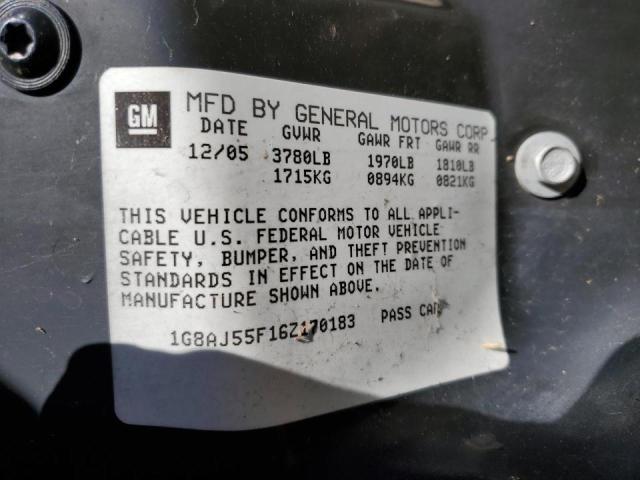 GM
MFD BY GENERAL MOTORS CORP
DATE GVWR GAWR FRT GAWR RR
12/05 3780LB 1970LB 1810LB
1715KG 0894KG 0821KG
THIS VEHICLE CONFORMS TO ALL APPLI-
CABLE U.S. FEDERAL MOTOR VEHICLE
SAFETY, BUMPER, AND THEFT PREVENTION
STANDARDS IN EFFECT ON THE DATE OF
MANUFACTURE SHOWN ABOVE.
1G8AJ55F16Z170183 PASS CAR